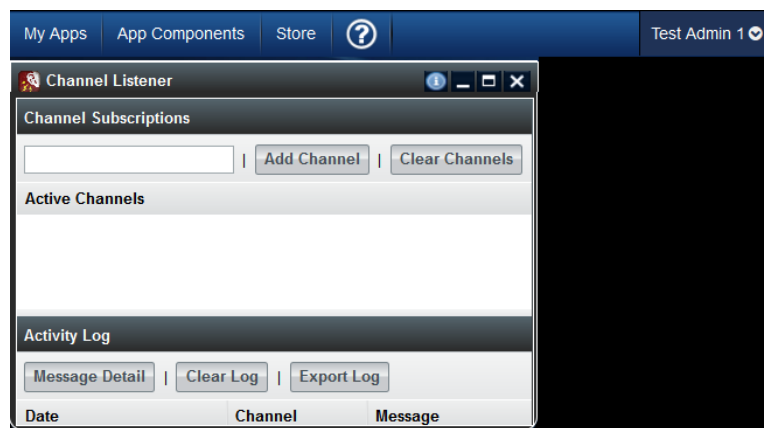 My Apps App Components Store ? Test Admin 1
Channel Listener
Channel Subscriptions
| Add Channel | Clear Channels
Active Channels
Activity Log
Message Detail | Clear Log | Export Log
Date Channel Message